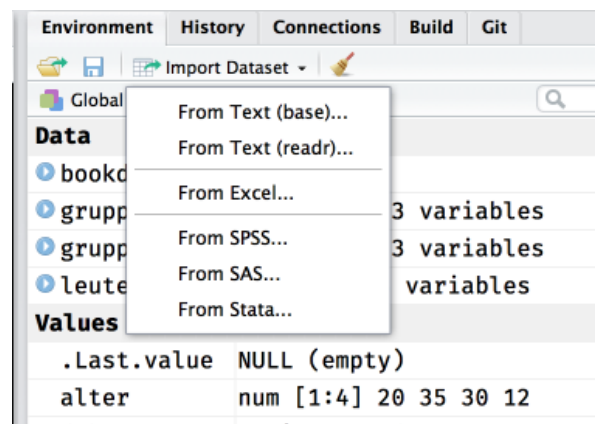 Environment History Connections Build Git
Import Dataset
Global
From Text (base)...
Data
From Text (readr)...
bookd
From Excel...
grupp 3 variables
From SPSS...
grupp 3 variables
From SAS...
leute variables
From Stata...
Values
.Last.value NULL (empty)
alter num [1:4] 20 35 30 12